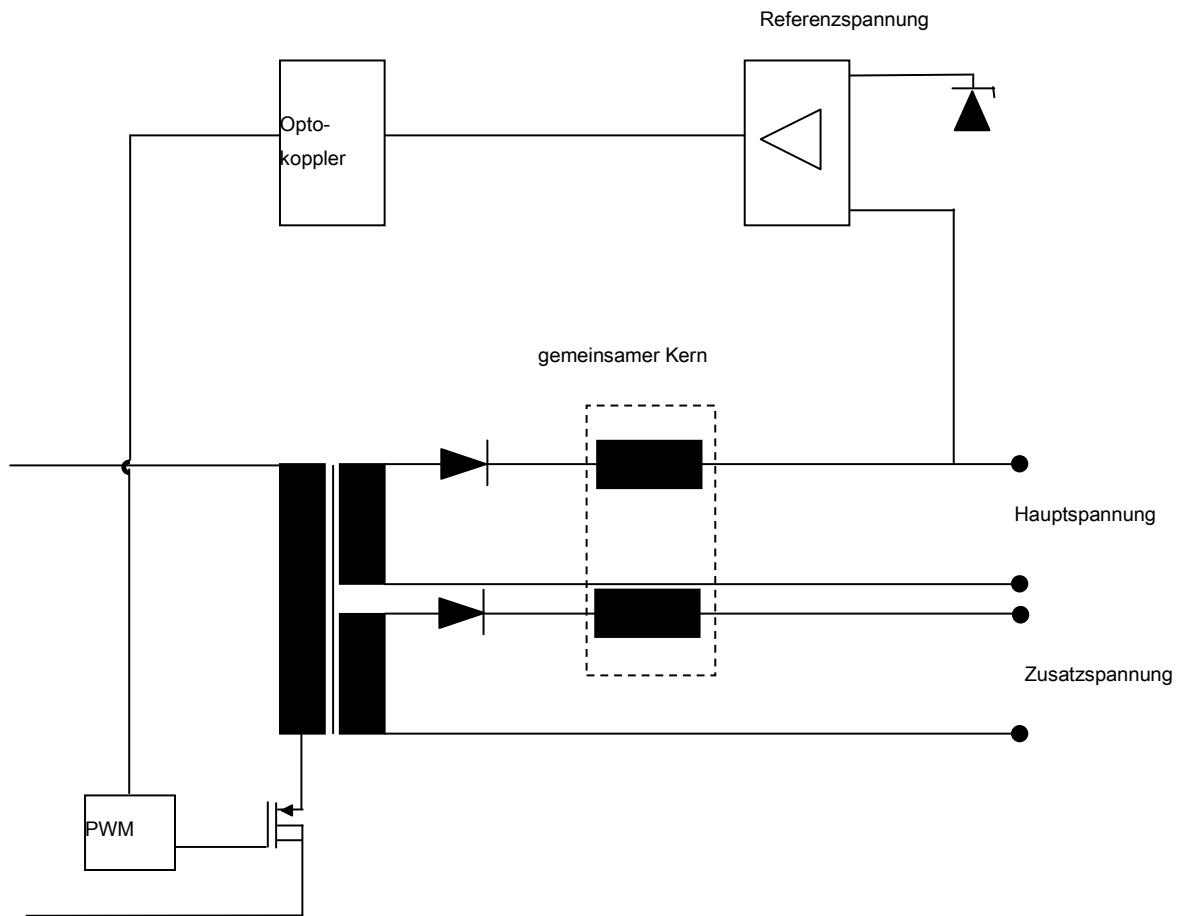 Referenzspannung
Opto-
koppler
gemeinsamer Kern
Hauptspannung
Zusatzspannung
PWM